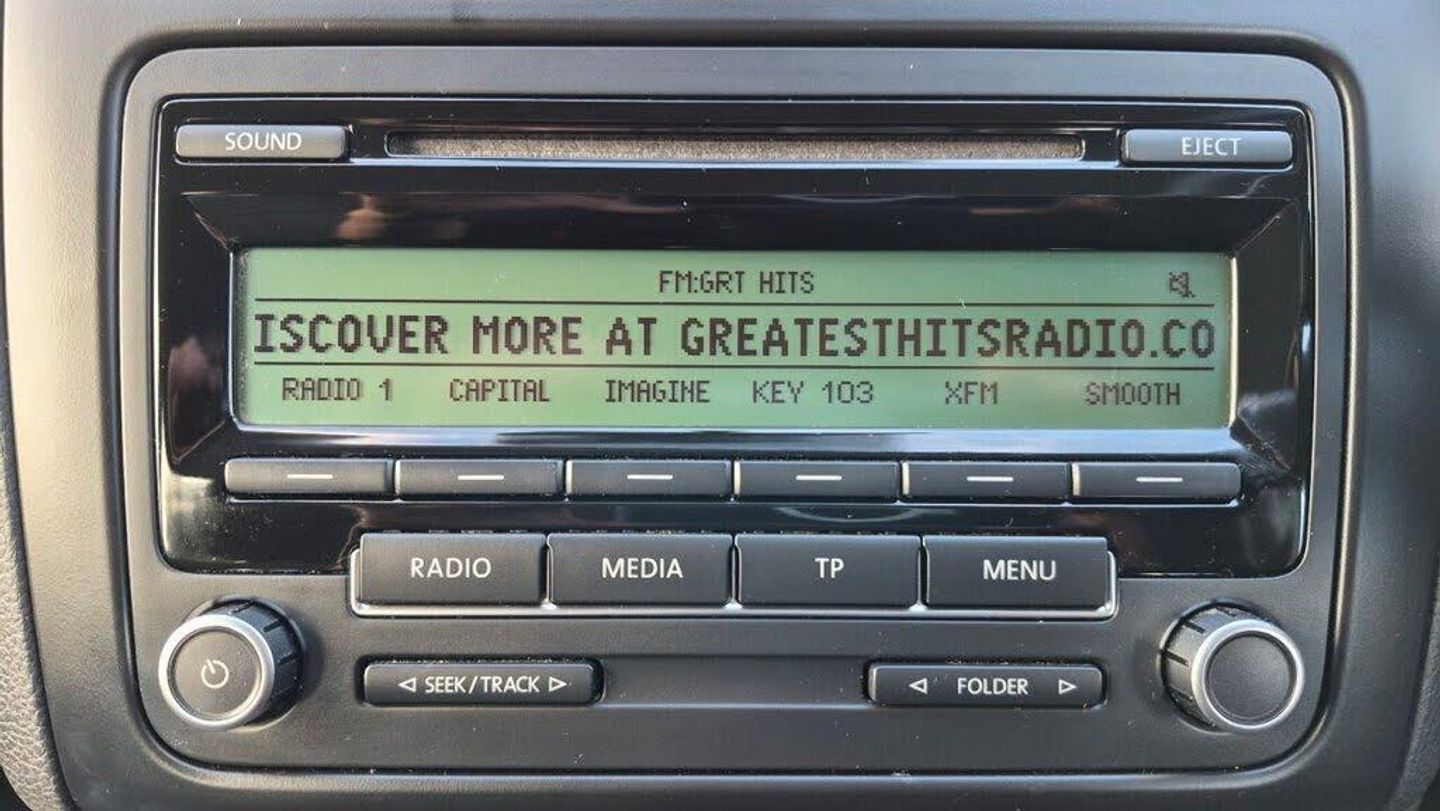 SOUND EJECT
FM:GRT HITS
ISCOVER MORE AT GREATESTHITSRADIO.CO
RADIO 1 CAPITAL IMAGINE KEY 103 XFM SMOOTH
RADIO MEDIA TP MENU
SEEK/TRACK FOLDER